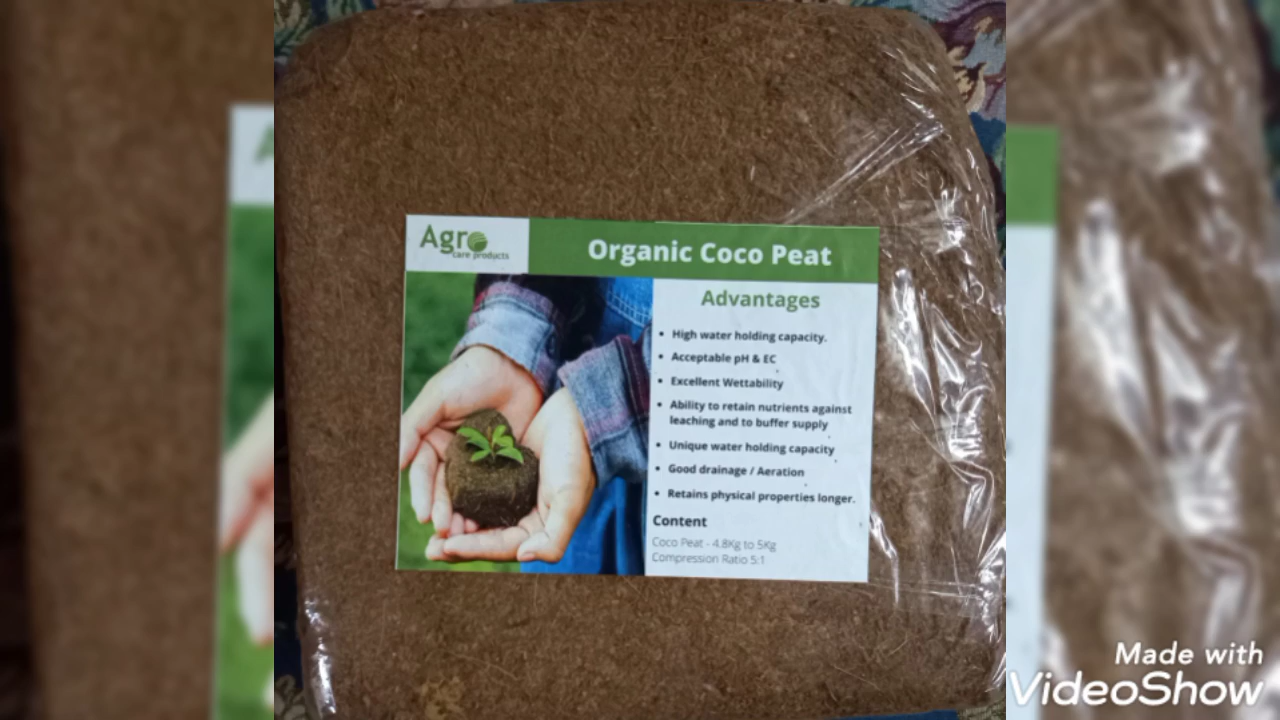 Agro
care products
Organic Coco Peat
Advantages
• High water holding capacity.
• Acceptable pH & EC
• Excellent Wettability
• Ability to retain nutrients against
leaching and to buffer supply
• Unique water holding capacity
• Good drainage / Aeration
• Retains physical properties longer.
Content
Coco Peat - 4.8Kg to 5Kg
Compression Ratio 5:1
Made with
VideoShow